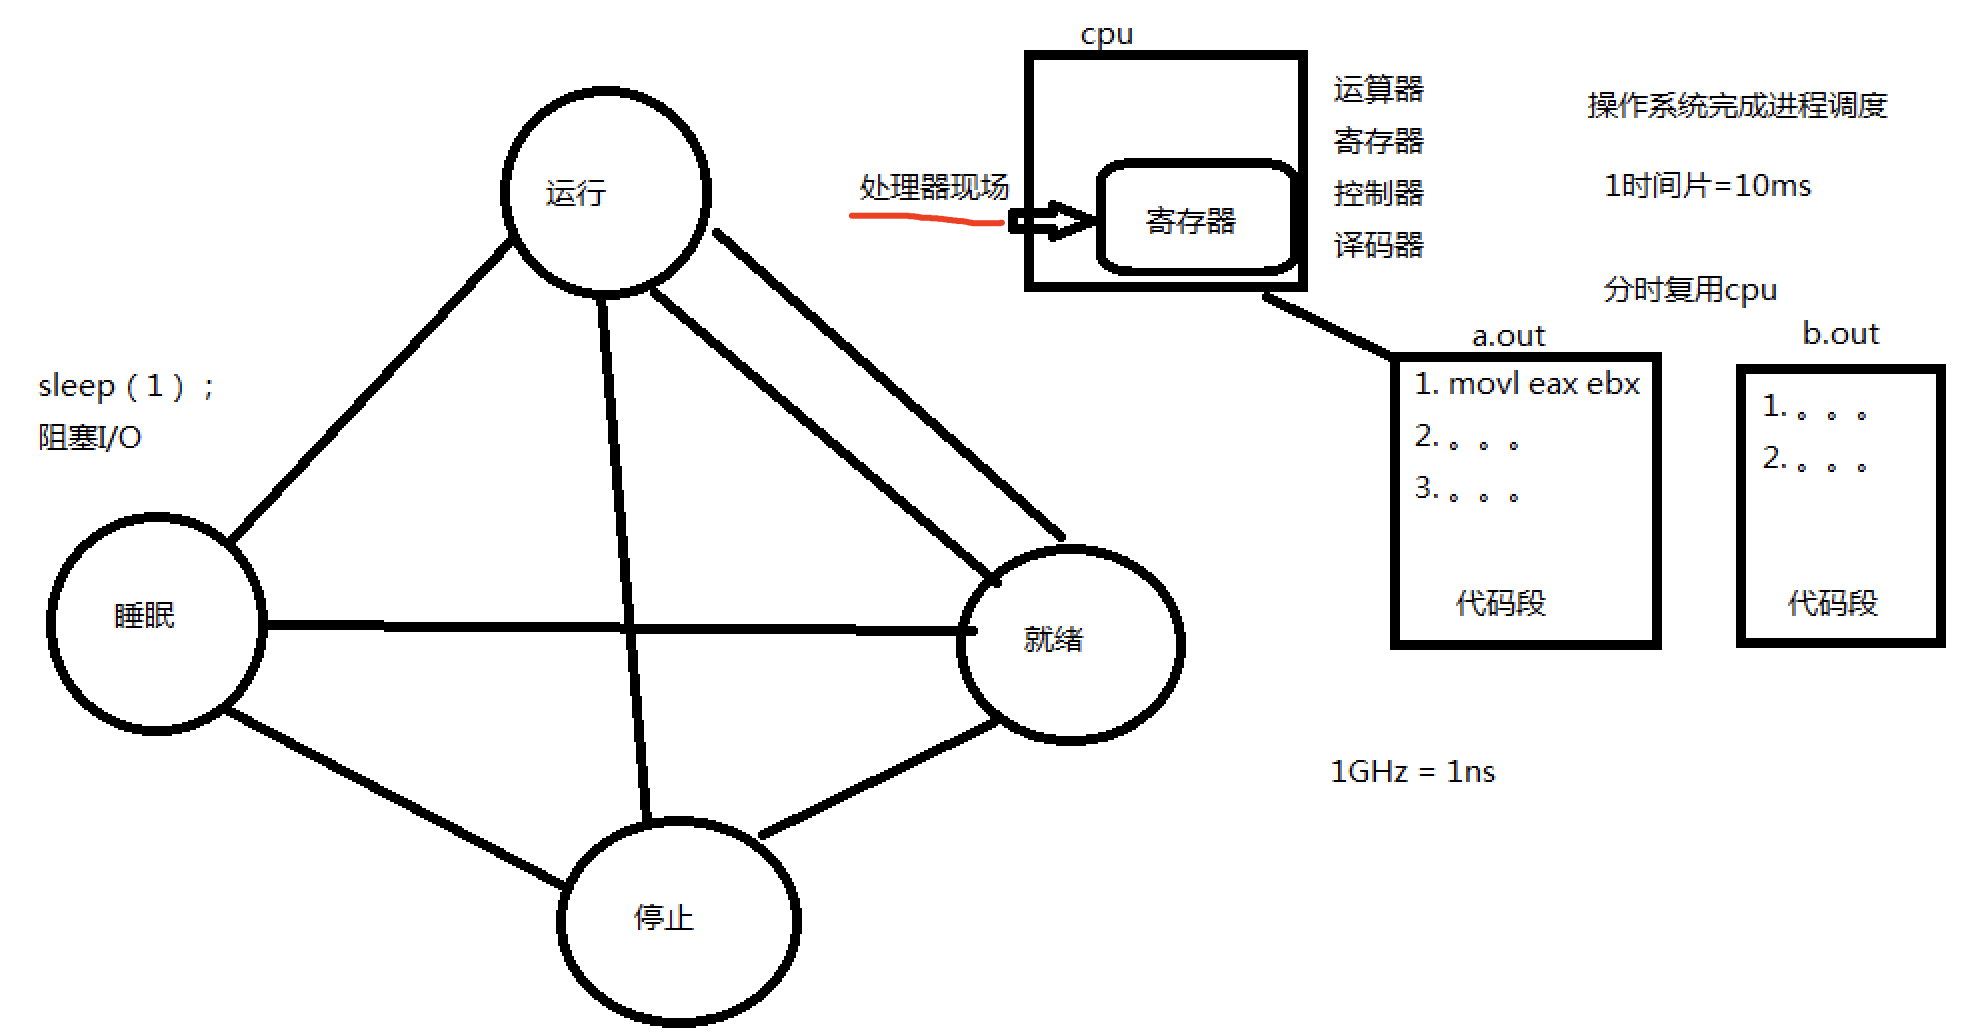 cpu
运算器
寄存器
控制器
译码器
操作系统完成进程调度
1时间片=10ms
分时复用cpu
处理器现场
寄存器
运行
sleep（1）；
阻塞I/O
睡眠
就绪
停止
a.out
1. movl eax ebx
2. 。。。
3. 。。。
代码段
b.out
1. 。。。
2. 。。。
代码段
1GHz = 1ns